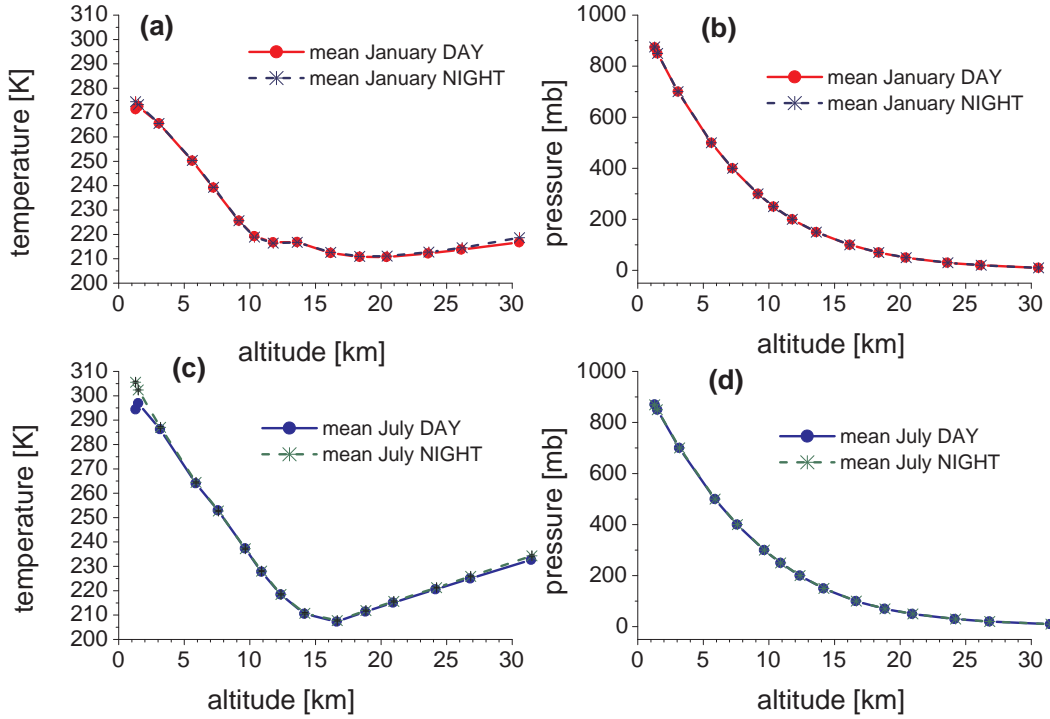 (a)
mean January DAY
mean January NIGHT
temperature [K]
310
300
290
280
270
260
250
240
230
220
210
200
0 5 10 15 20 25 30
altitude [km]
(b)
mean January DAY
mean January NIGHT
pressure [mb]
1000
800
600
400
200
0
0 5 10 15 20 25 30
altitude [km]
(c)
mean July DAY
mean July NIGHT
temperature [K]
310
300
290
280
270
260
250
240
230
220
210
200
0 5 10 15 20 25 30
altitude [km]
(d)
mean July DAY
mean July NIGHT
pressure [mb]
1000
800
600
400
200
0
0 5 10 15 20 25 30
altitude [km]